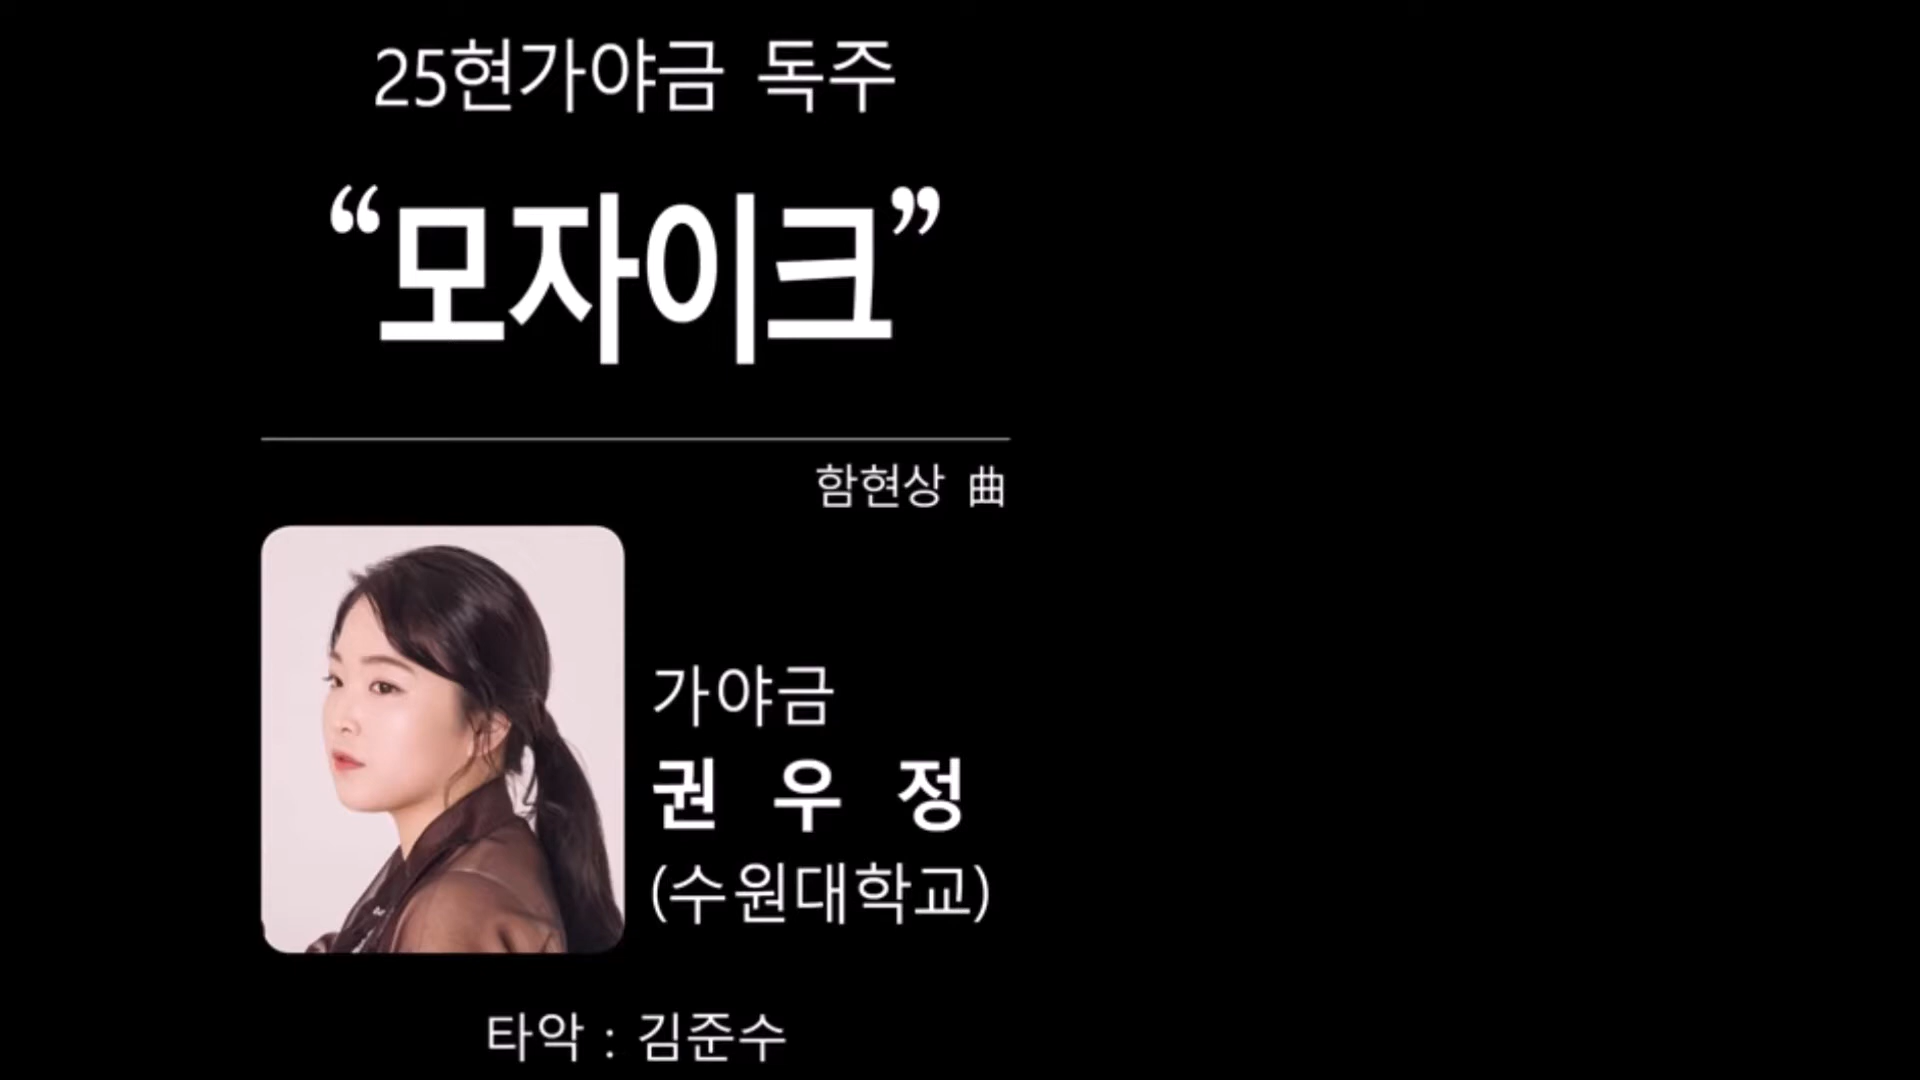 25현가야금 독주
“모자이크”
함현상 曲
가야금
권 우 정
(수원대학교)
타악 : 김준수